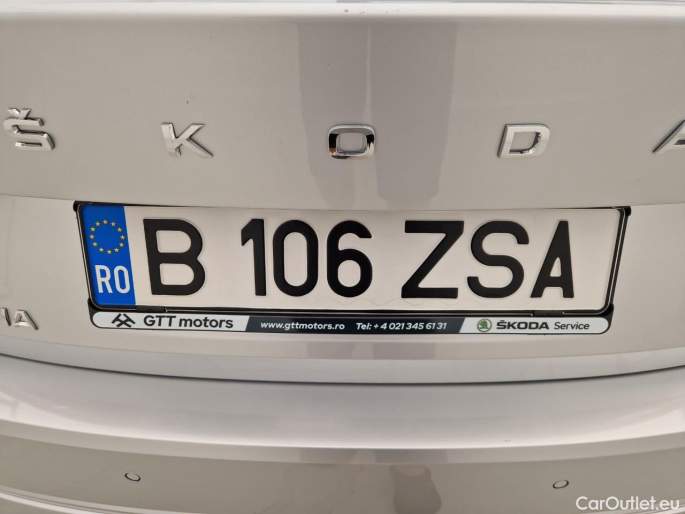 ŠKODA
RO B 106 ZSA
IA
GTT motors www.gttmotors.ro Tel: + 4 021 345 61 31 ŠKODA Service
CarOutlet.eu